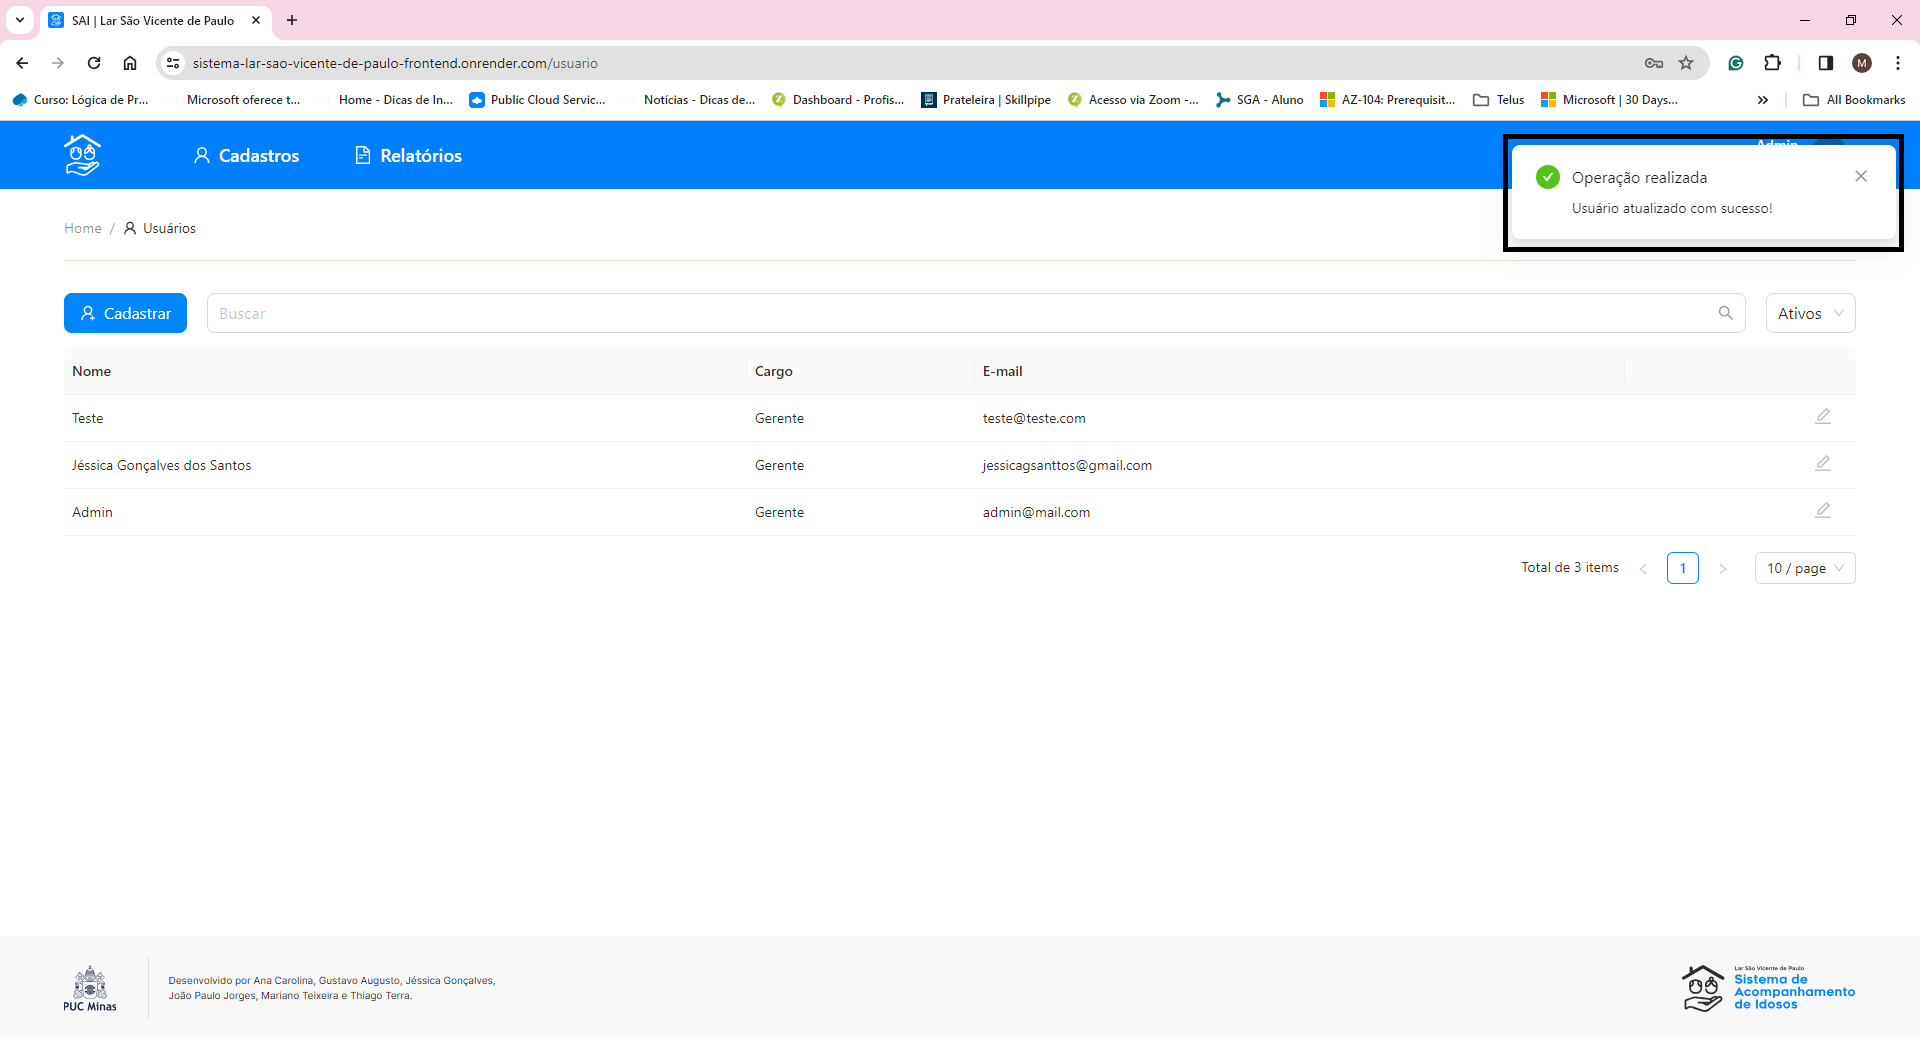 SAI | Lar São Vicente de Paulo
sistema-lar-sao-vicente-de-paulo-frontend.onrender.com/usuario
M
Curso: Lógica de Pr... Microsoft oferece t... Home - Dicas de In... Public Cloud Servic... Notícias - Dicas de... Dashboard - Profis... Prateleira | Skillpipe Acesso via Zoom -... SGA - Aluno AZ-104: Prerequisit... Telus Microsoft | 30 Days... All Bookmarks
Cadastros Relatórios Admin
Operação realizada
Usuário atualizado com sucesso!
Home / Usuários
Cadastrar Buscar Ativos
Nome Cargo E-mail
Teste Gerente teste@teste.com
Jéssica Gonçalves dos Santos Gerente jessicagsanttos@gmail.com
Admin Gerente admin@mail.com
Total de 3 items < 1 > 10 / page
PUC Minas
Desenvolvido por Ana Carolina, Gustavo Augusto, Jéssica Gonçalves,
João Paulo Jorges, Mariano Teixeira e Thiago Terra.
Lar São Vicente de Paulo
Sistema de
Acompanhamento
de Idosos